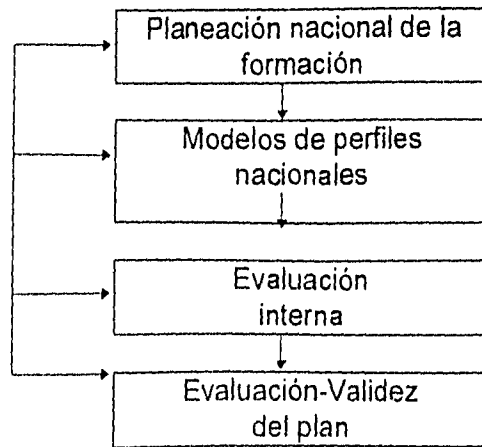 Planeación nacional de la
formación
Modelos de perfiles
nacionales
Evaluación
interna
Evaluación-Validez
del plan